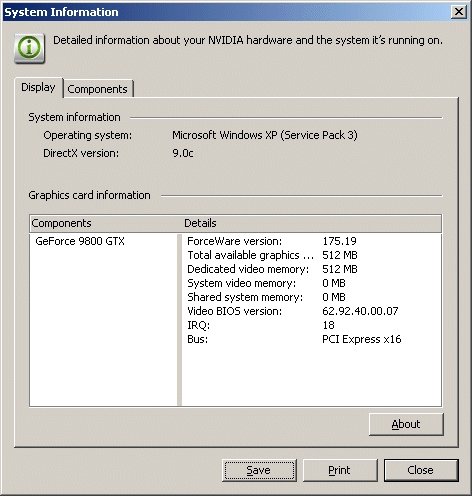 System Information
Detailed information about your NVIDIA hardware and the system it's running on.
Display Components
System information
Operating system: Microsoft Windows XP (Service Pack 3)
DirectX version: 9.0c
Graphics card information
Components Details
GeForce 9800 GTX ForceWare version: 175.19
Total available graphics ... 512 MB
Dedicated video memory: 512 MB
System video memory: 0 MB
Shared system memory: 0 MB
Video BIOS version: 62.92.40.00.07
IRQ: 18
Bus: PCI Express x16
About
Save Print Close